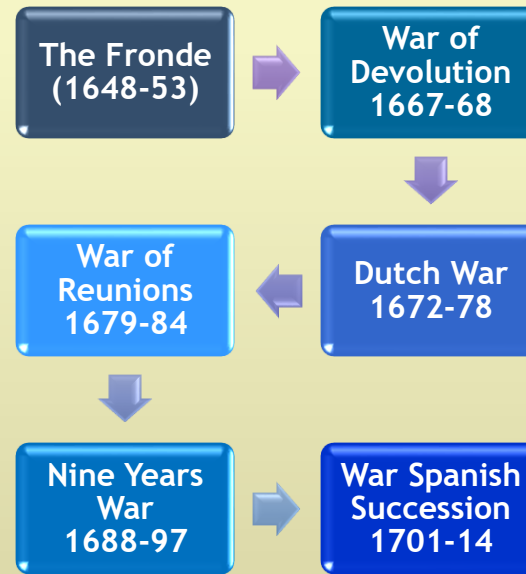 The Fronde
(1648-53)
War of
Devolution
1667-68
Dutch War
1672-78
War of
Reunions
1679-84
Nine Years
War
1688-97
War Spanish
Succession
1701-14